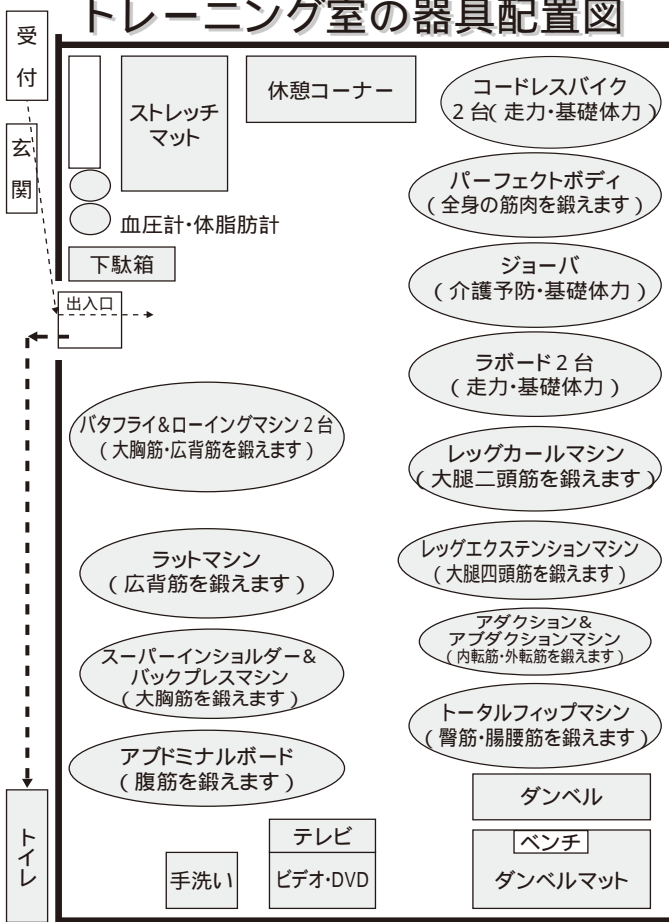 トレーニング室の器具配置図
受付
玄関
ストレッチ
マット
休憩コーナー
コードレスバイク
2台(走力・基礎体力)
パーフェクトボディ
(全身の筋肉を鍛えます)
血圧計・体脂肪計
下駄箱
ジョーバ
(介護予防・基礎体力)
出入口
ラボード2台
(走力・基礎体力)
バタフライ&ローイングマシン2台
(大胸筋・広背筋を鍛えます)
レッグカールマシン
(大腿二頭筋を鍛えます)
ラットマシン
(広背筋を鍛えます)
レッグエクステンションマシン
(大腿四頭筋を鍛えます)
アダクション&
アブダクションマシン
(内転筋・外転筋を鍛えます)
スーパーインショルダー&
バックプレスマシン
(大胸筋を鍛えます)
トータルフィップマシン
(臀筋・腸腰筋を鍛えます)
アブドミナルボード
(腹筋を鍛えます)
ダンベル
トイレ
手洗い
テレビ
ビデオ・DVD
ベンチ
ダンベルマット